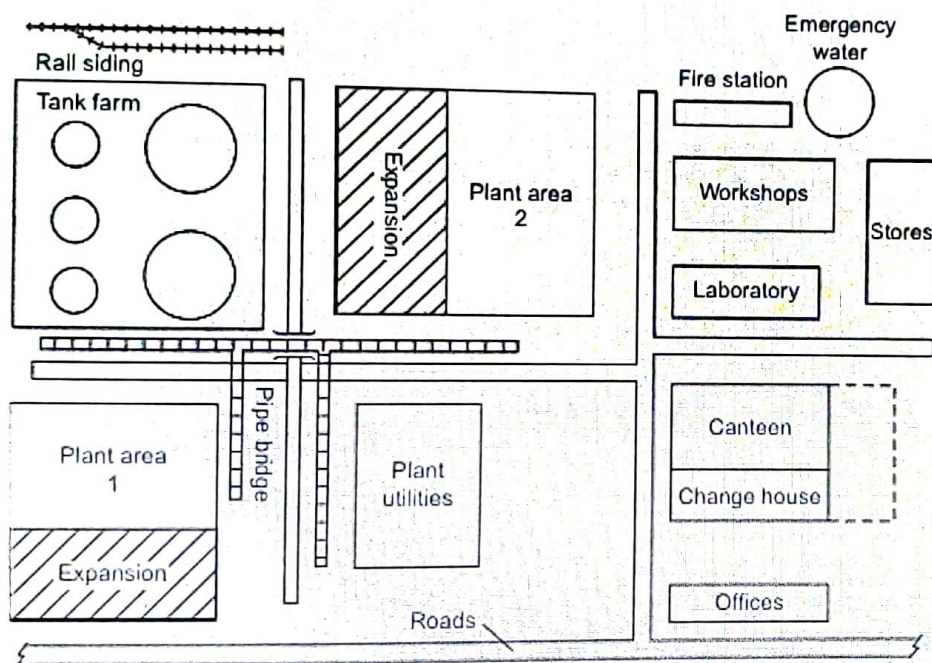 Emergency
water
Rail siding
Fire station
Tank farm
Expansion
Plant area
2
Workshops
Stores
Laboratory
Pipe bridge
Plant area
1
Plant
utilities
Canteen
Change house
Expansion
Offices
Roads